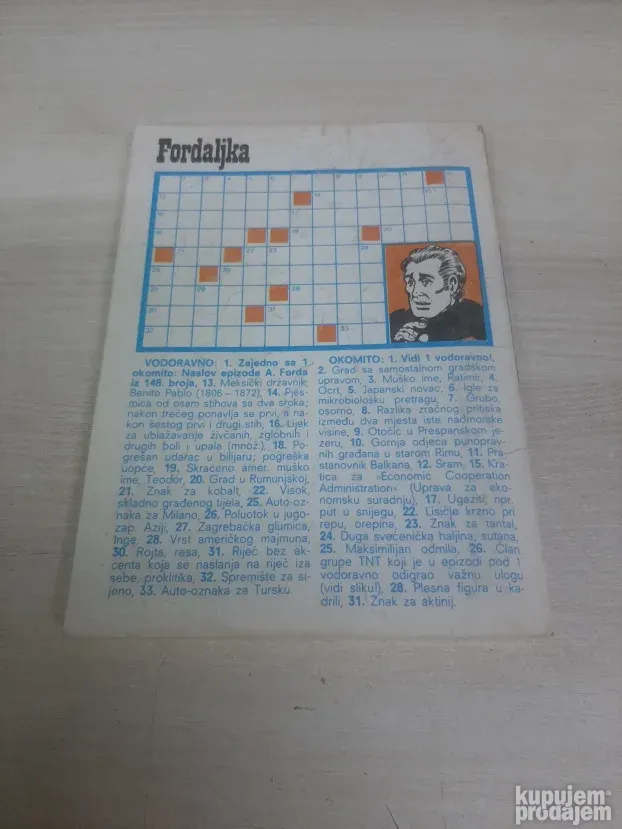 Fordaljka
VODORAVNO: 1. Zajedno sa 1.
okomito: Naslov epizode A. Forda
iz 148. broja, 13. Meksički državnik,
Benito Pablo (1806–1872), 14. Pjes-
mica od osam stihova sa dva sroka;
nakon trećeg ponavlja se prvi, a na-
kon šestog prvi i drugi stih, 16. Lijek
za ublažavanje živčanih, zglobnih i
drugih boli i upala (množ.), 18. Po-
grešan udarac u bilijaru; pogreška
uopće, 19. Skraćeno amer. muško
ime, Teodor, 20. Grad u Rumunjskoj,
21. Znak za kobalt, 22. Visok,
skladno građenog tijela, 25. Auto-oz-
naka za Milano, 26. Poluotok u jugo-
zap. Aziji, 27. Zagrebačka glumica,
Inge, 28. Vrst američkog majmuna,
30. Rojta, resa, 31. Riječ bez ak-
centa koja se naslanja na riječ iza
sebe, proklitika, 32. Spremište za si-
jeno, 33. Auto-oznaka za Tursku.
OKOMITO: 1. Vidi 1 vodoravno!,
2. Grad sa samostalnom gradskom
upravom, 3. Muško ime, Ratimir, 4.
Ocrt, 5. Japanski novac, 6. Igle za
mikrobiološku pretragu, 7. Grubo,
osorno, 8. Razlika zračnog pritiska
između dva mjesta iste nadmorske
visine, 9. Otočić u Prespanskom je-
zeru, 10. Gornja odjeća punoprav-
nih građana u starom Rimu, 11. Pra-
stanovnik Balkana, 12. Sram, 15. Kra-
tica za »Economic Cooperation
Administration« (Uprava za eko-
nomsku suradnju), 17. Ugaziti, npr.
put u snijegu, 22. Lisičje krzno pri
repu, orepina, 23. Znak za tantal,
24. Duga svećenička haljina, sutana,
25. Maksimilijan odmila, 26. Član
grupe TNT koji je u epizodi pod 1
vodoravno odigrao važnu ulogu
(vidi sliku!), 28. Plesna figura u ka-
drili, 31. Znak za aktinij.
kupujem
prodajem